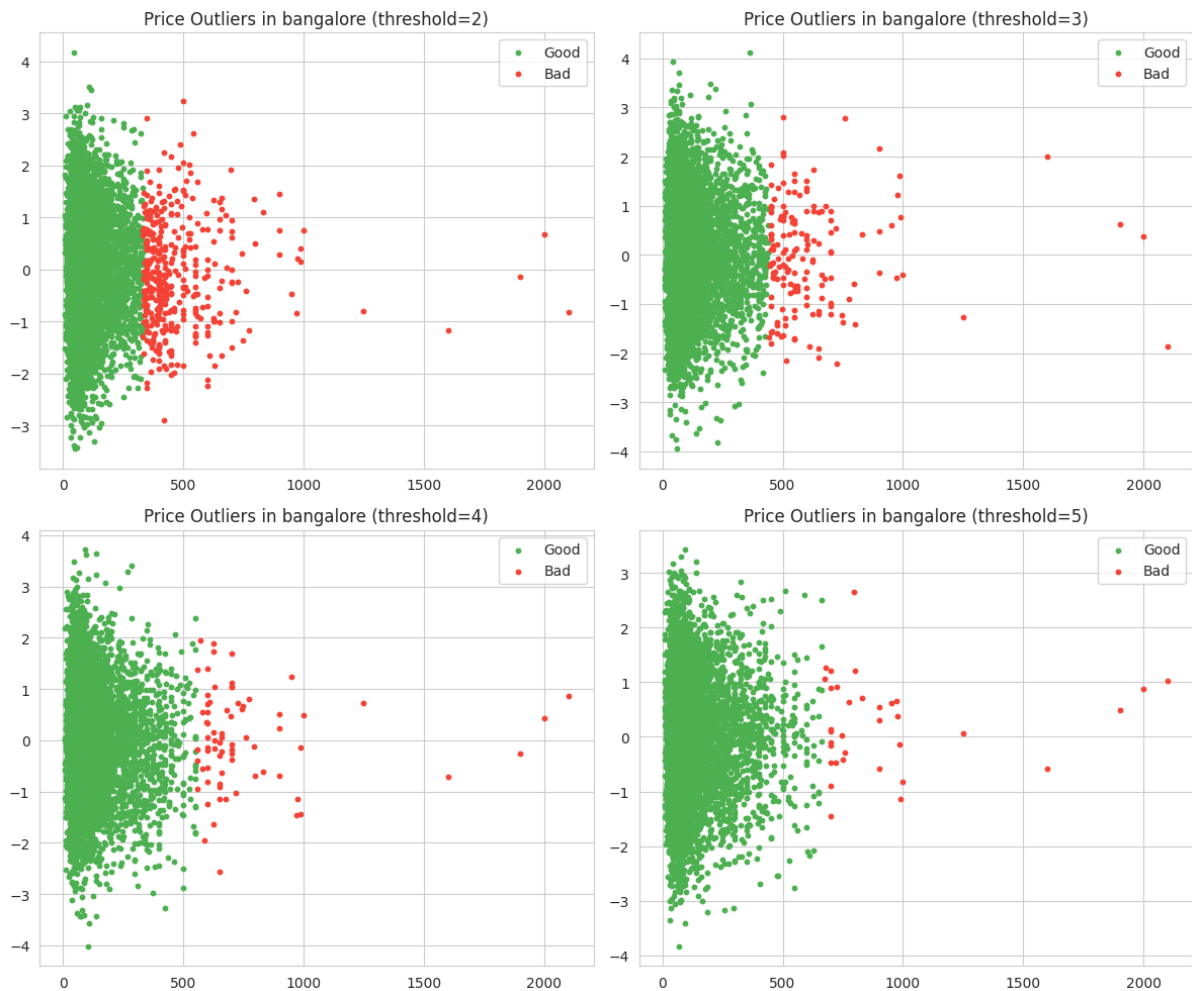 Price Outliers in bangalore (threshold=2)
Good
Bad
4
3
2
1
0
−1
−2
−3
0 500 1000 1500 2000
Price Outliers in bangalore (threshold=3)
Good
Bad
4
3
2
1
0
−1
−2
−3
−4
0 500 1000 1500 2000
Price Outliers in bangalore (threshold=4)
Good
Bad
4
3
2
1
0
−1
−2
−3
−4
0 500 1000 1500 2000
Price Outliers in bangalore (threshold=5)
Good
Bad
3
2
1
0
−1
−2
−3
−4
0 500 1000 1500 2000